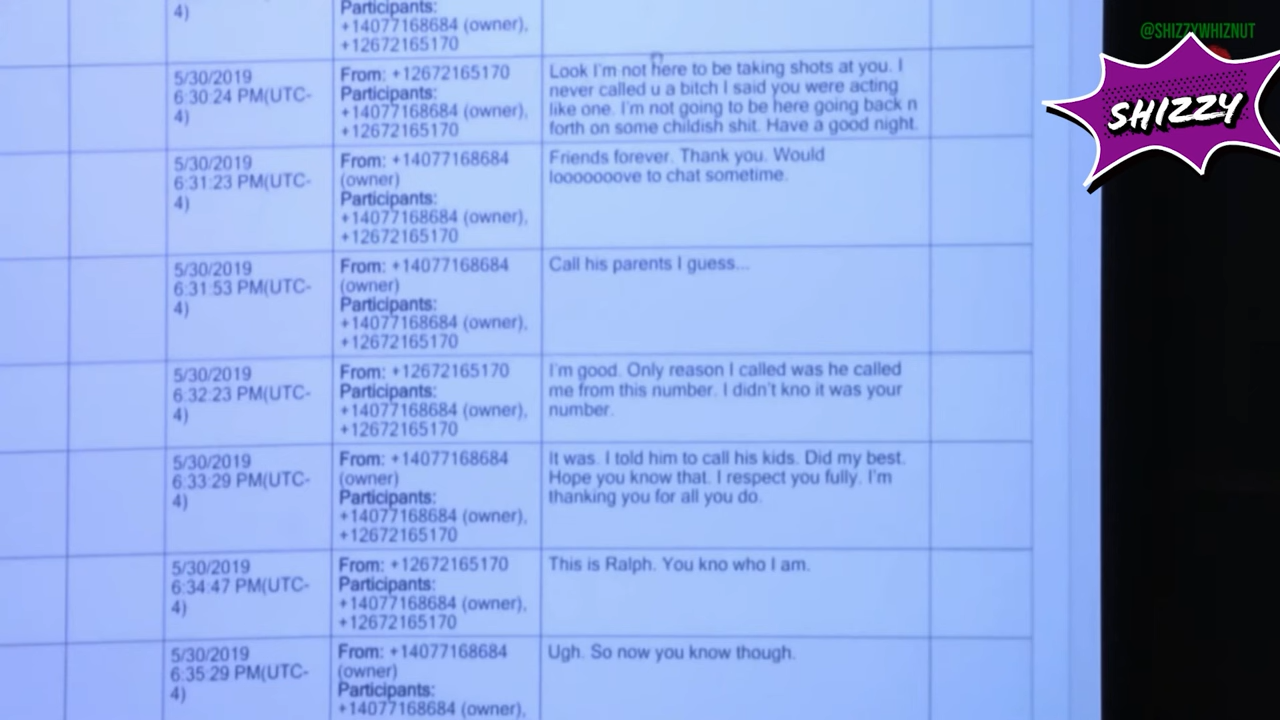 @SHIZZYWHIZNUT
SHIZZY
4)
Participants:
+14077168684 (owner),
+12672165170
5/30/2019
6:30:24 PM(UTC-
4)
From: +12672165170
Participants:
+14077168684 (owner),
+12672165170
Look I'm not here to be taking shots at you. I
never called u a bitch I said you were acting
like one. I'm not going to be here going back n
forth on some childish shit. Have a good night.
5/30/2019
6:31:23 PM(UTC-
4)
From: +14077168684
(owner)
Participants:
+14077168684 (owner),
+12672165170
Friends forever. Thank you. Would
looooooove to chat sometime.
5/30/2019
6:31:53 PM(UTC-
4)
From: +14077168684
(owner)
Participants:
+14077168684 (owner),
+12672165170
Call his parents I guess...
5/30/2019
6:32:23 PM(UTC-
4)
From: +12672165170
Participants:
+14077168684 (owner),
+12672165170
I'm good. Only reason I called was he called
me from this number. I didn't kno it was your
number.
5/30/2019
6:33:29 PM(UTC-
4)
From: +14077168684
(owner)
Participants:
+14077168684 (owner),
+12672165170
It was. I told him to call his kids. Did my best.
Hope you know that. I respect you fully. I'm
thanking you for all you do.
5/30/2019
6:34:47 PM(UTC-
4)
From: +12672165170
Participants:
+14077168684 (owner),
+12672165170
This is Ralph. You kno who I am.
5/30/2019
6:35:29 PM(UTC-
4)
From: +14077168684
(owner)
Participants:
+14077168684 (owner),
Ugh. So now you know though.